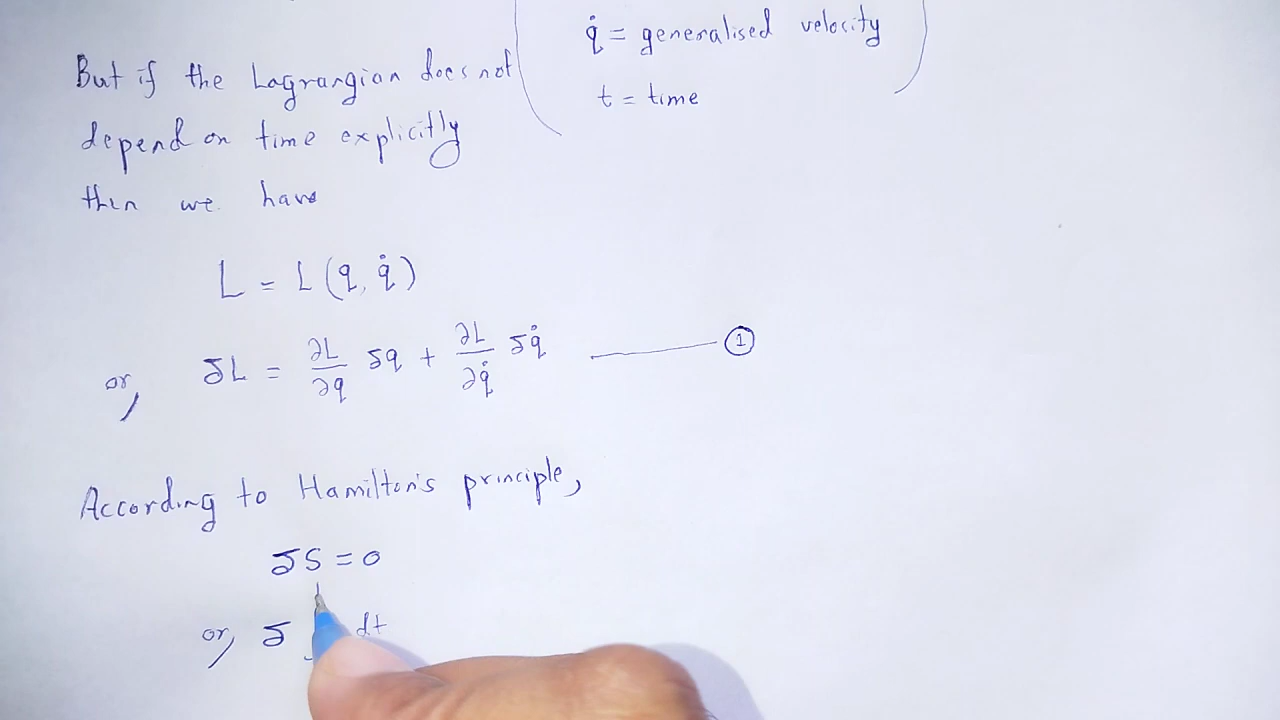 q̇ = generalised velocity
t = time
But if the Lagrangian does not
depend on time explicitly
then we have
L = L(q, q̇)
or, δL = ∂L/∂q δq + ∂L/∂q̇ δq̇ ——— ①
According to Hamilton's principle,
δS = 0
or, δ dt